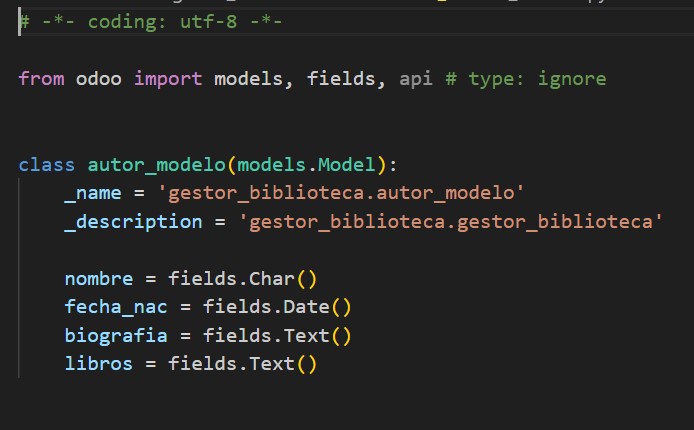 # -*- coding: utf-8 -*-
from odoo import models, fields, api # type: ignore
class autor_modelo(models.Model):
    _name = 'gestor_biblioteca.autor_modelo'
    _description = 'gestor_biblioteca.gestor_biblioteca'
    nombre = fields.Char()
    fecha_nac = fields.Date()
    biografia = fields.Text()
    libros = fields.Text()